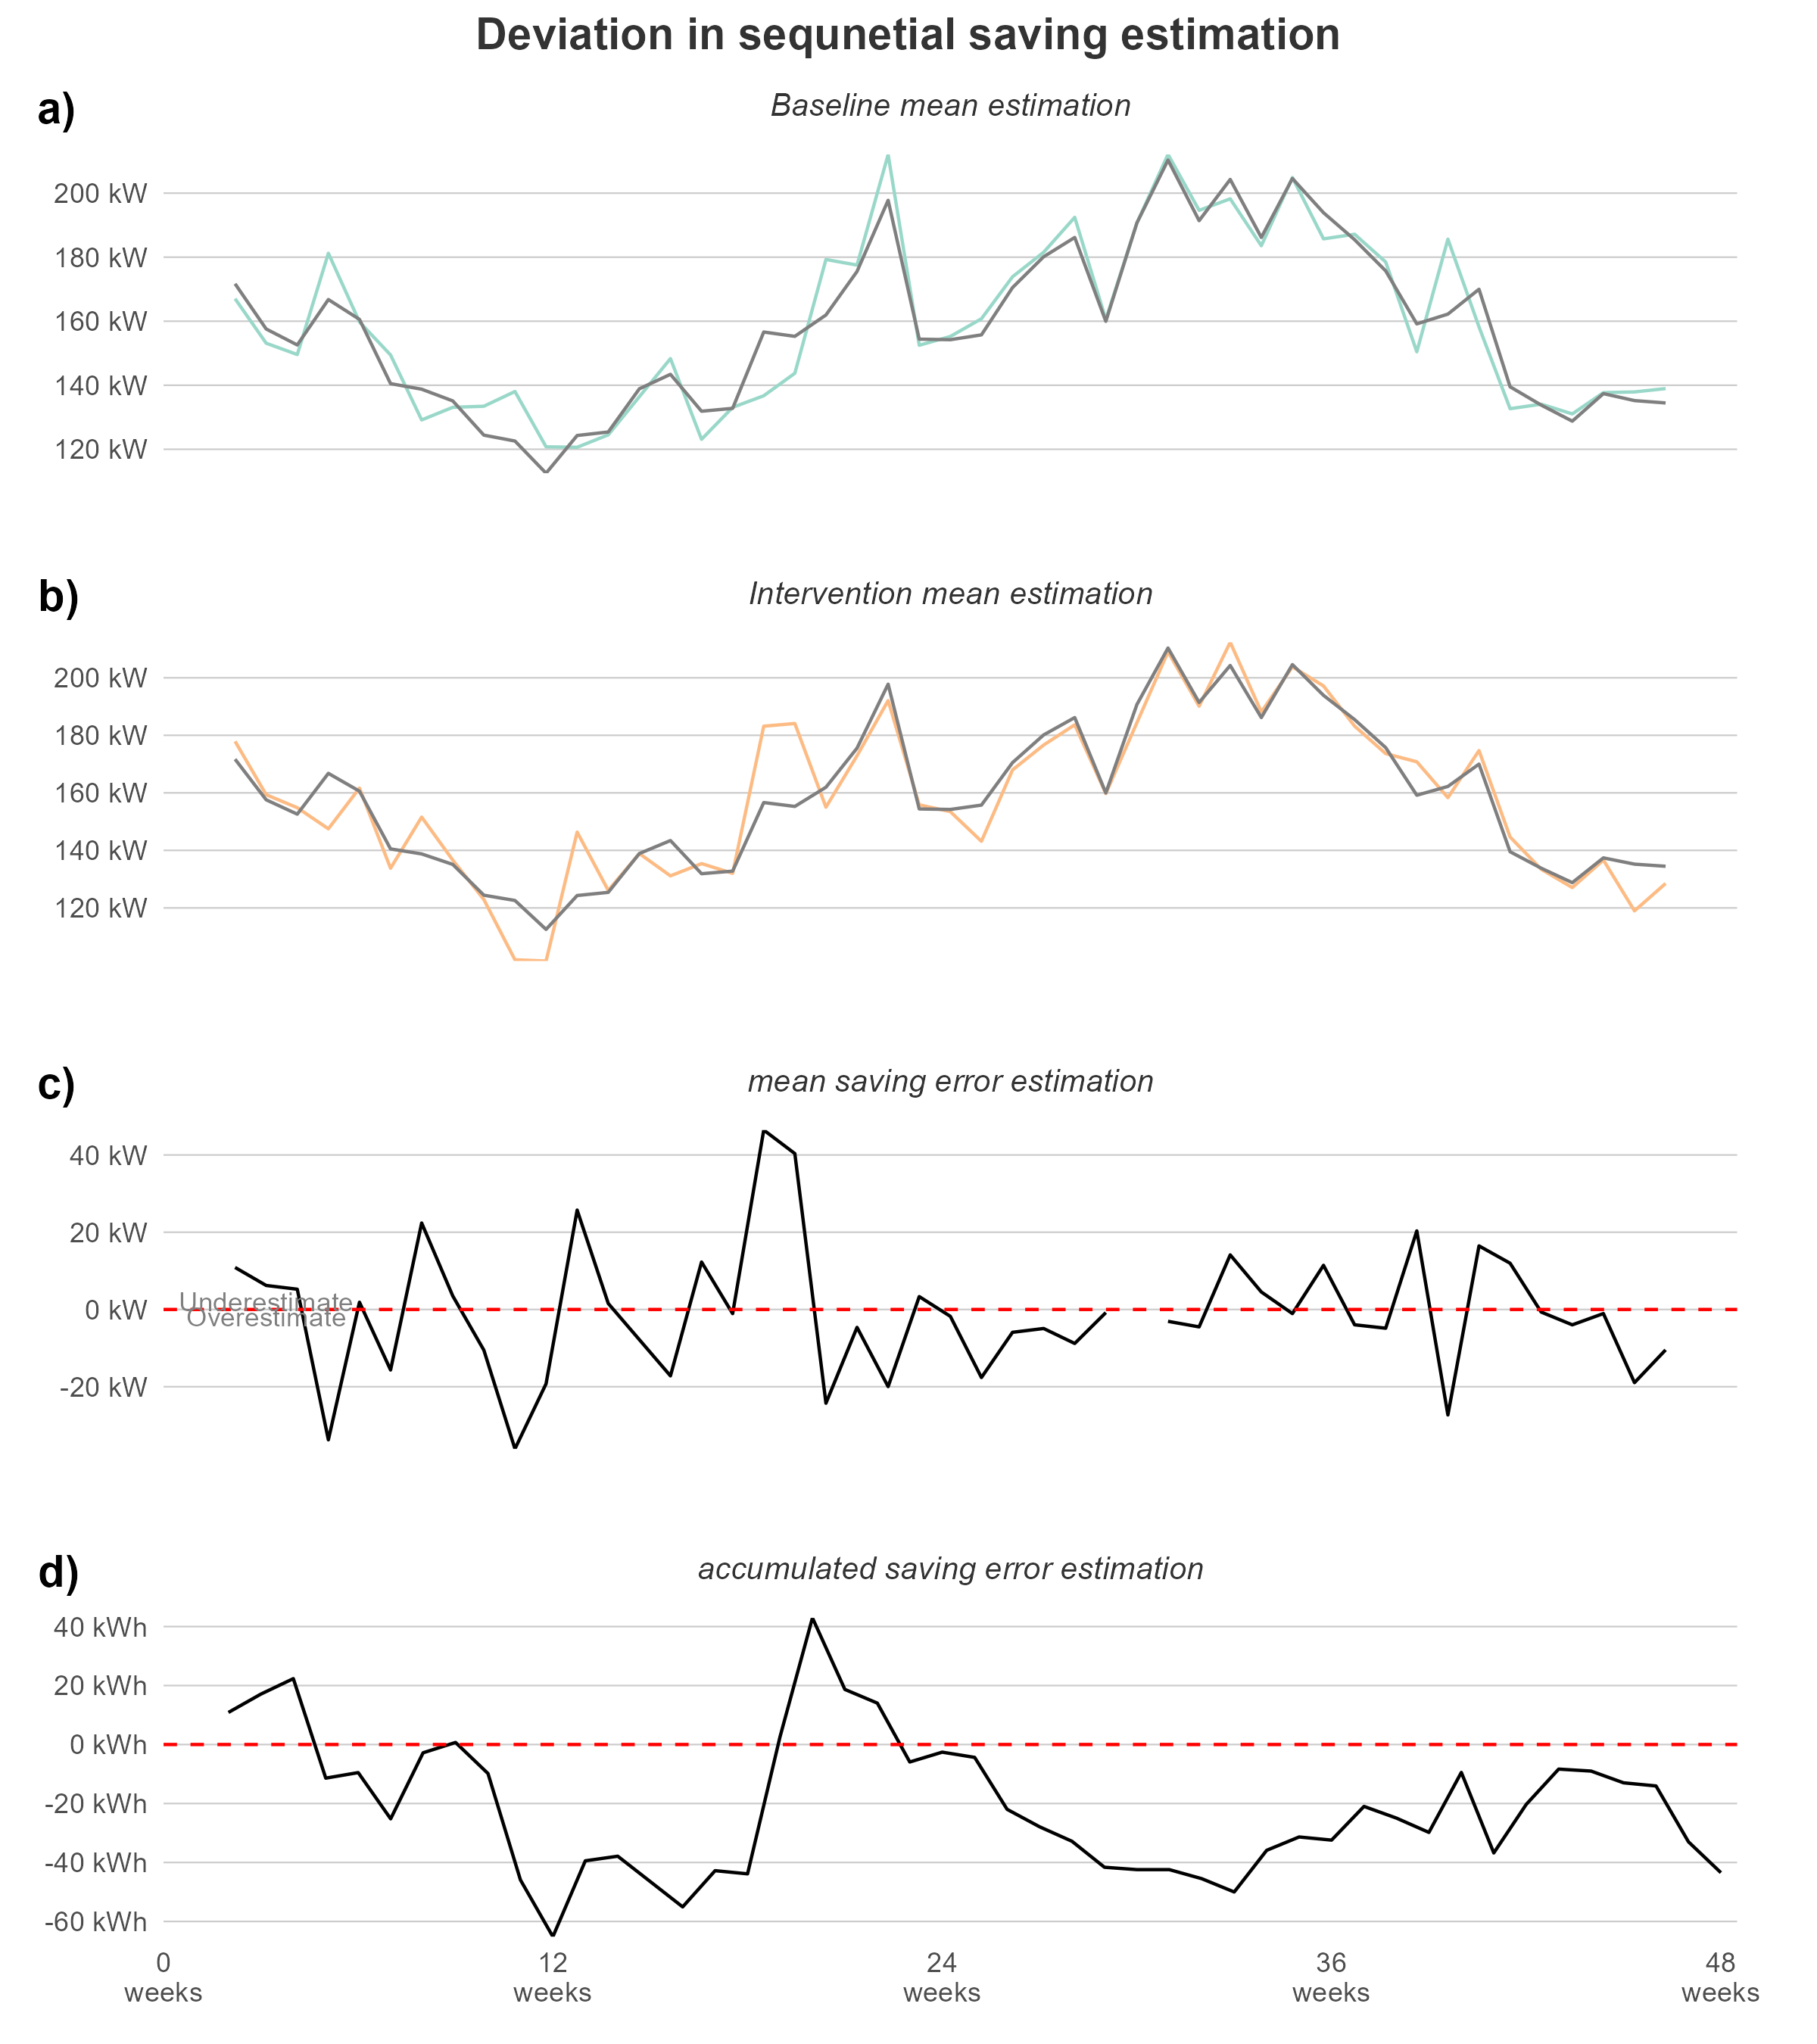 Deviation in sequnetial saving estimation
a)
Baseline mean estimation
200 kW
180 kW
160 kW
140 kW
120 kW
b)
Intervention mean estimation
200 kW
180 kW
160 kW
140 kW
120 kW
c)
mean saving error estimation
40 kW
20 kW
0 kW
-20 kW
Underestimate
Overestimate
d)
accumulated saving error estimation
40 kWh
20 kWh
0 kWh
-20 kWh
-40 kWh
-60 kWh
0 weeks
12 weeks
24 weeks
36 weeks
48 weeks